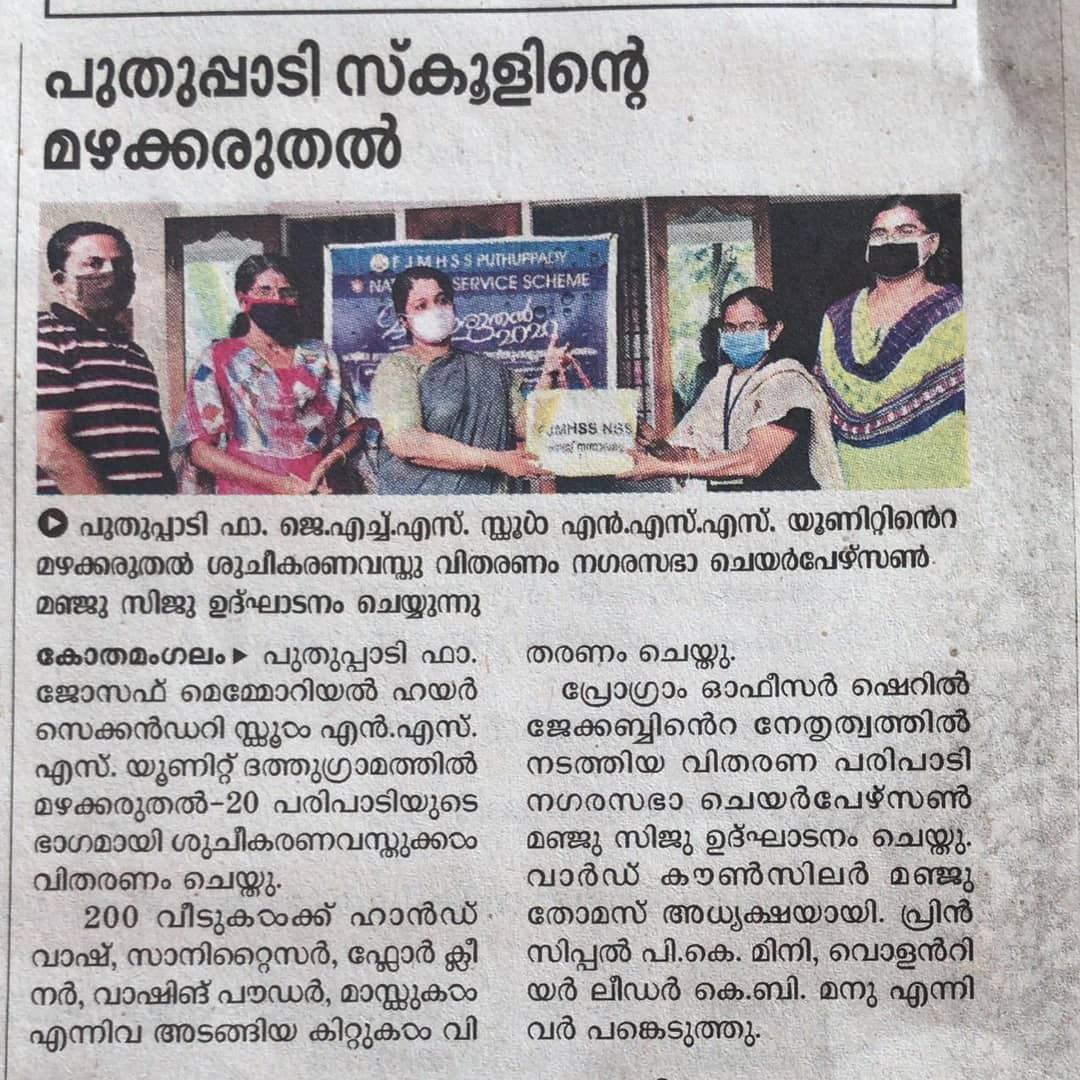 പുതുപ്പാടി സ്കൂളിന്റെ
മഴക്കരുതൽ
F J M H S S PUTHUPPADY
SERVICE SCHEME
FJMHSS NSS
പുതുപ്പാടി ഫാ. ജെ.എച്ച്.എസ്. സ്കൂൾ എൻ.എസ്.എസ്. യൂണിറ്റിൻെറ
മഴക്കരുതൽ ശുചീകരണവസ്തു വിതരണം നഗരസഭാ ചെയർപേഴ്സൺ
മഞ്ജു സിജു ഉദ്ഘാടനം ചെയ്യുന്നു
കോതമംഗലം ▶ പുതുപ്പാടി ഫാ.
ജോസഫ് മെമ്മോറിയൽ ഹയർ
സെക്കൻഡറി സ്കൂൾ എൻ.എസ്.
എസ്. യൂണിറ്റ് ദത്തുഗ്രാമത്തിൽ
മഴക്കരുതൽ-20 പരിപാടിയുടെ
ഭാഗമായി ശുചീകരണവസ്തുക്കൾ
വിതരണം ചെയ്തു.
200 വീടുകൾക്ക് ഹാൻഡ്
വാഷ്, സാനിറ്റൈസർ, ഫ്ലോർ ക്ലീ
നർ, വാഷിങ് പൗഡർ, മാസ്കുകൾ
എന്നിവ അടങ്ങിയ കിറ്റുകൾ വി
തരണം ചെയ്തു.
പ്രോഗ്രാം ഓഫീസർ ഷെറിൽ
ജേക്കബ്ബിൻെറ നേതൃത്വത്തിൽ
നടത്തിയ വിതരണ പരിപാടി
നഗരസഭാ ചെയർപേഴ്സൺ
മഞ്ജു സിജു ഉദ്ഘാടനം ചെയ്തു.
വാർഡ് കൗൺസിലർ മഞ്ജു
തോമസ് അധ്യക്ഷയായി. പ്രിൻ
സിപ്പൽ പി.കെ. മിനി, വൊളൻറി
യർ ലീഡർ കെ.ബി. മനു എന്നി
വർ പങ്കെടുത്തു.